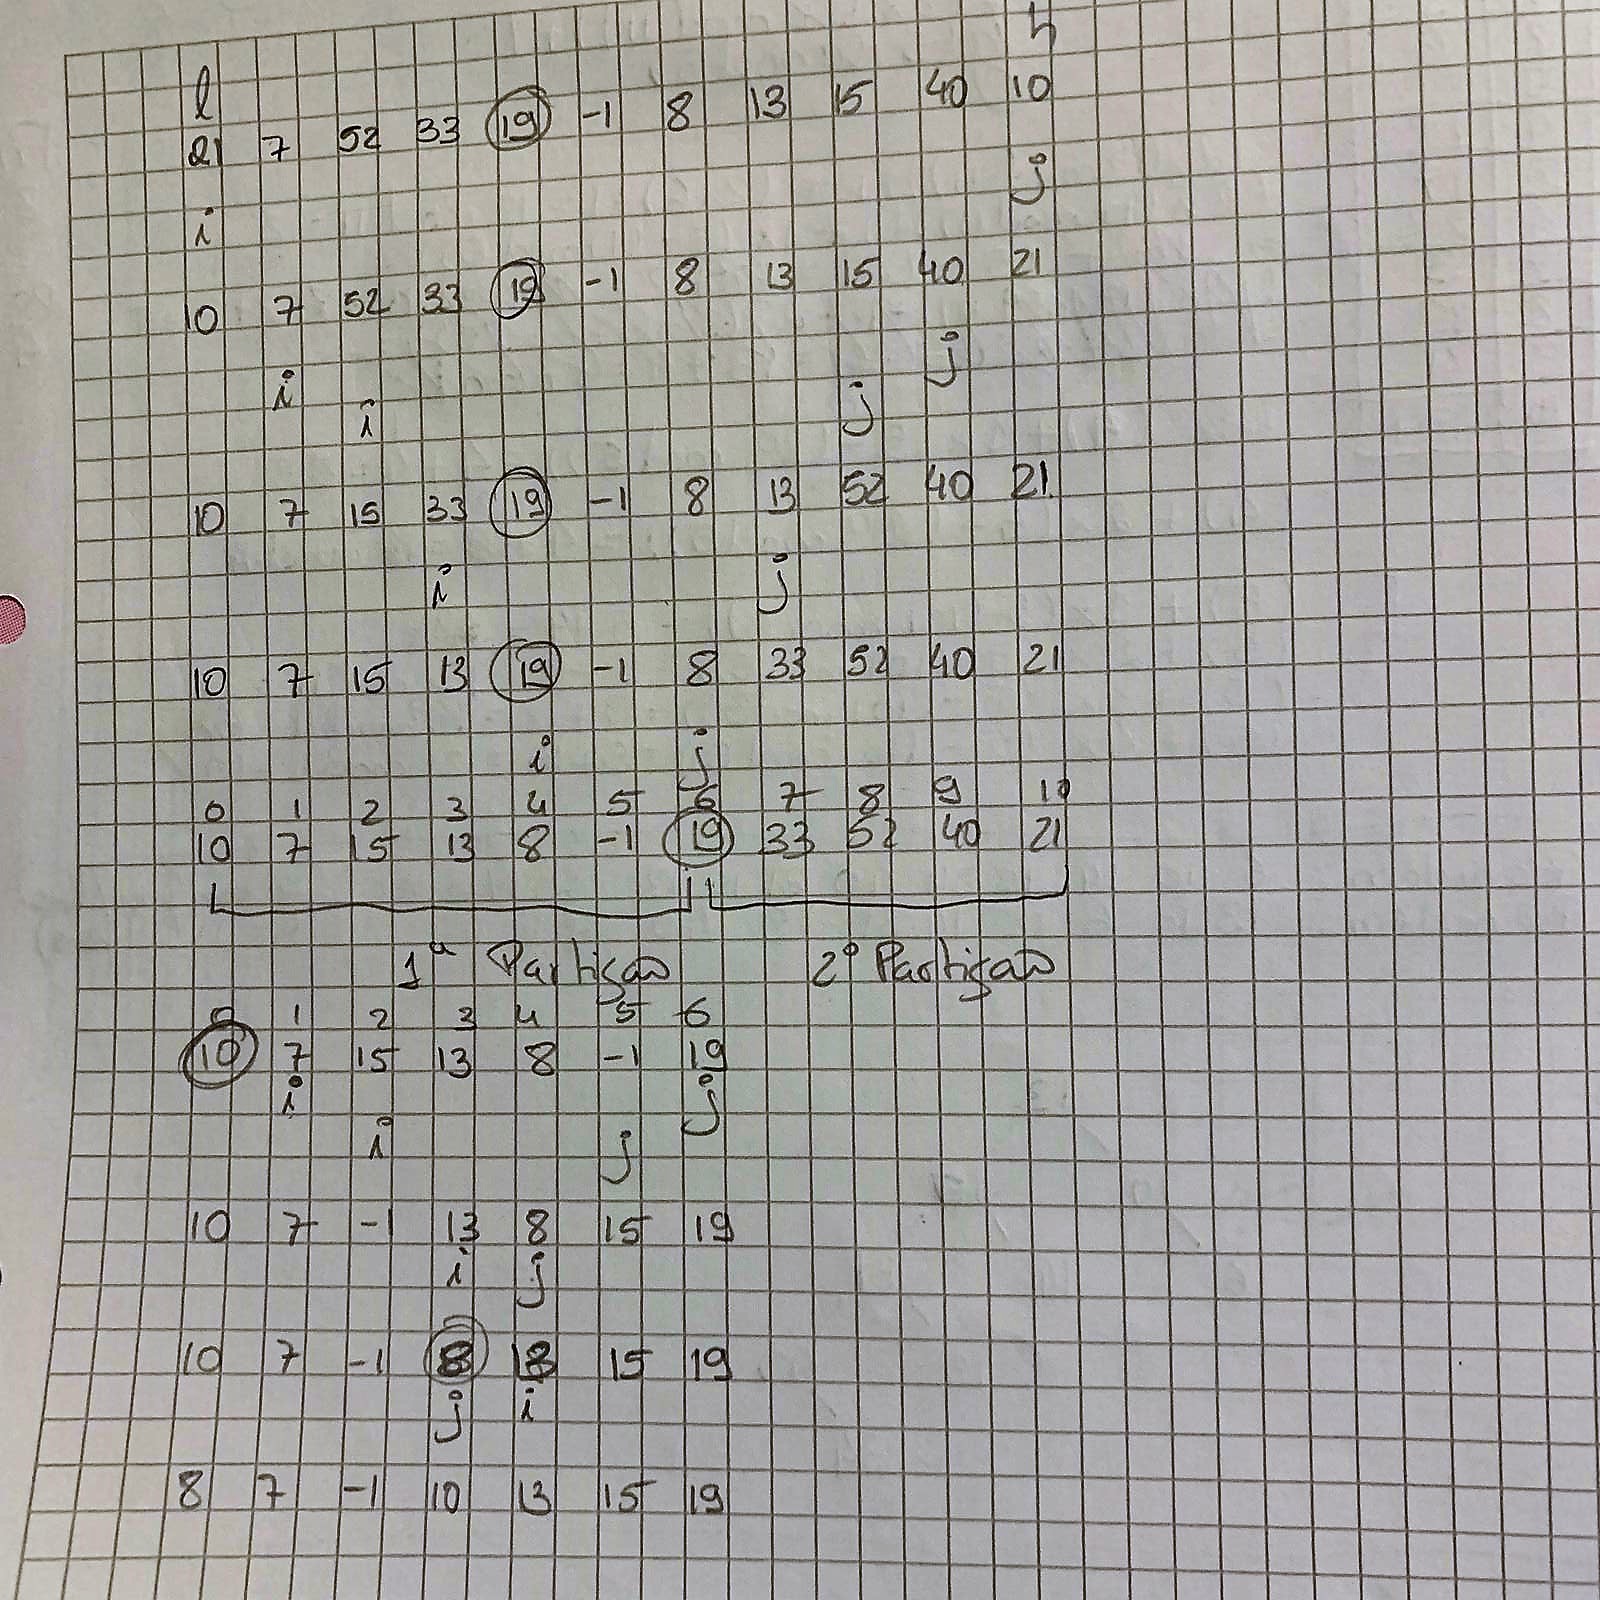 l h
21 7 52 33 19 -1 8 13 15 40 10
i j
10 7 52 33 19 -1 8 13 15 40 21
i j
i j
10 7 15 33 19 -1 8 13 52 40 21
i j
10 7 15 13 19 -1 8 33 52 40 21
i j
0 1 2 3 4 5 6 7 8 9 10
10 7 15 13 8 -1 19 33 52 40 21
1ª Partição 2º Partição
0 1 2 3 4 5 6
10 7 15 13 8 -1 19
i j
i j
10 7 -1 13 8 15 19
i j
10 7 -1 8 13 15 19
j i
8 7 -1 10 13 15 19